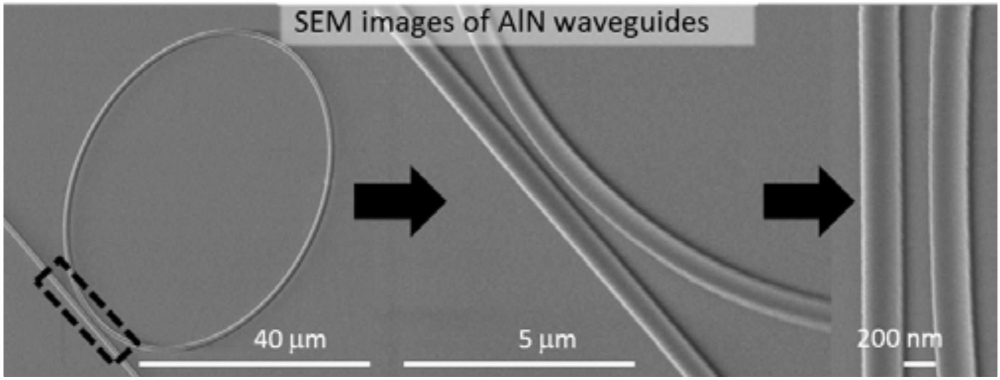 SEM images of AlN waveguides
40 μm
5 μm
200 nm